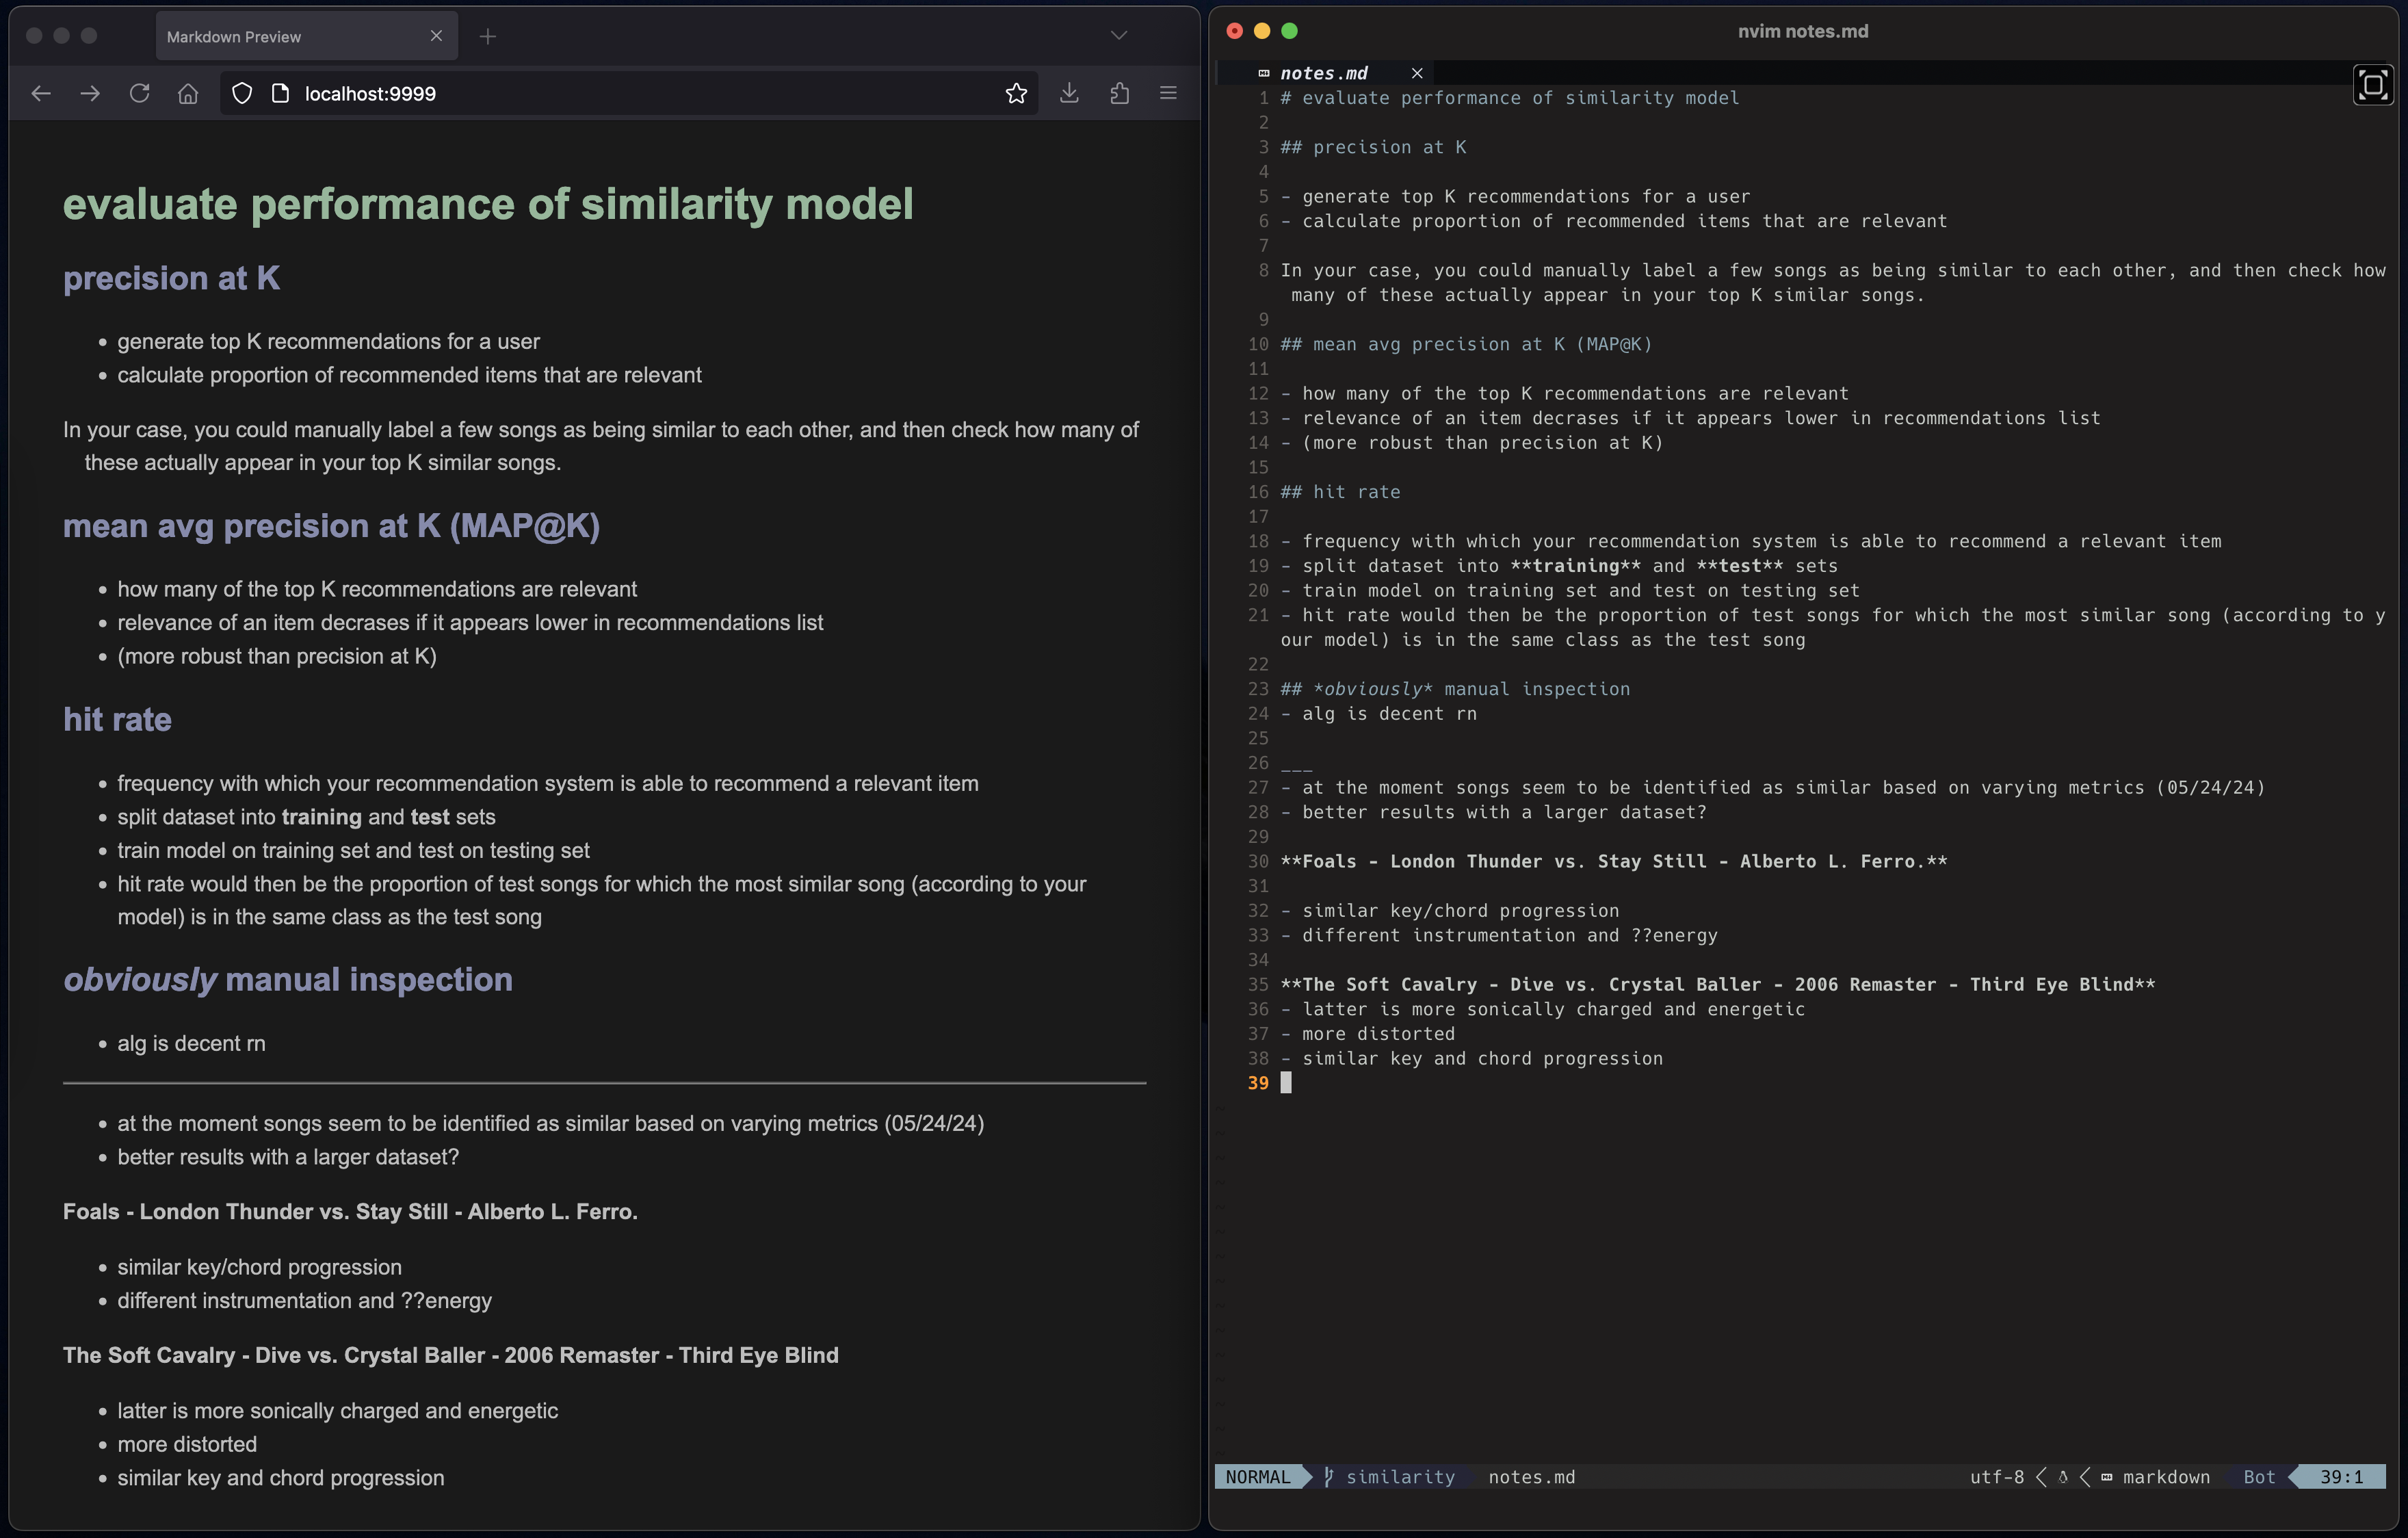 Markdown Preview
localhost:9999
evaluate performance of similarity model
precision at K
• generate top K recommendations for a user
• calculate proportion of recommended items that are relevant
In your case, you could manually label a few songs as being similar to each other, and then check how many of
these actually appear in your top K similar songs.
mean avg precision at K (MAP@K)
• how many of the top K recommendations are relevant
• relevance of an item decrases if it appears lower in recommendations list
• (more robust than precision at K)
hit rate
• frequency with which your recommendation system is able to recommend a relevant item
• split dataset into training and test sets
• train model on training set and test on testing set
• hit rate would then be the proportion of test songs for which the most similar song (according to your
model) is in the same class as the test song
obviously manual inspection
• alg is decent rn
• at the moment songs seem to be identified as similar based on varying metrics (05/24/24)
• better results with a larger dataset?
Foals - London Thunder vs. Stay Still - Alberto L. Ferro.
• similar key/chord progression
• different instrumentation and ??energy
The Soft Cavalry - Dive vs. Crystal Baller - 2006 Remaster - Third Eye Blind
• latter is more sonically charged and energetic
• more distorted
• similar key and chord progression
nvim notes.md
notes.md
1 # evaluate performance of similarity model
2
3 ## precision at K
4
5 - generate top K recommendations for a user
6 - calculate proportion of recommended items that are relevant
7
8 In your case, you could manually label a few songs as being similar to each other, and then check how
many of these actually appear in your top K similar songs.
9
10 ## mean avg precision at K (MAP@K)
11
12 - how many of the top K recommendations are relevant
13 - relevance of an item decrases if it appears lower in recommendations list
14 - (more robust than precision at K)
15
16 ## hit rate
17
18 - frequency with which your recommendation system is able to recommend a relevant item
19 - split dataset into **training** and **test** sets
20 - train model on training set and test on testing set
21 - hit rate would then be the proportion of test songs for which the most similar song (according to y
our model) is in the same class as the test song
22
23 ## *obviously* manual inspection
24 - alg is decent rn
25
26 ___
27 - at the moment songs seem to be identified as similar based on varying metrics (05/24/24)
28 - better results with a larger dataset?
29
30 **Foals - London Thunder vs. Stay Still - Alberto L. Ferro.**
31
32 - similar key/chord progression
33 - different instrumentation and ??energy
34
35 **The Soft Cavalry - Dive vs. Crystal Baller - 2006 Remaster - Third Eye Blind**
36 - latter is more sonically charged and energetic
37 - more distorted
38 - similar key and chord progression
39
NORMAL similarity notes.md utf-8 markdown Bot 39:1